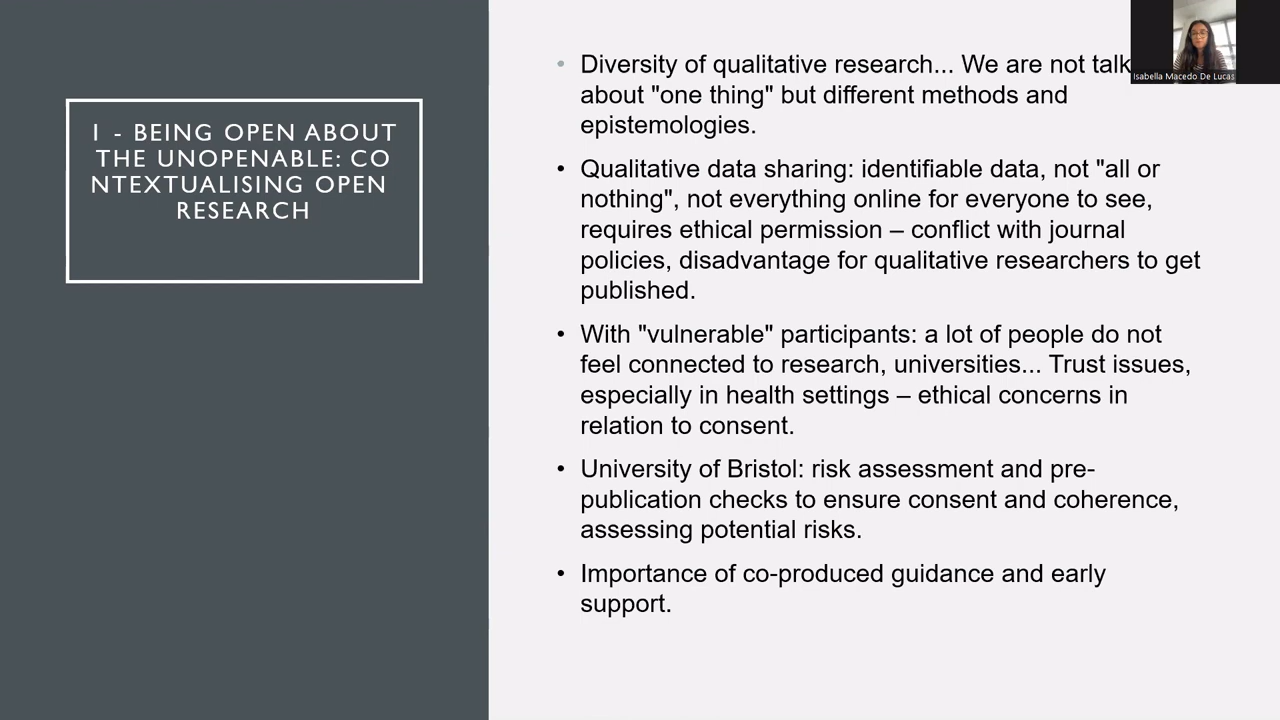 1 - BEING OPEN ABOUT
THE UNOPENABLE: CO
NTEXTUALISING OPEN
RESEARCH
• Diversity of qualitative research... We are not talk
about "one thing" but different methods and
epistemologies.
• Qualitative data sharing: identifiable data, not "all or
nothing", not everything online for everyone to see,
requires ethical permission – conflict with journal
policies, disadvantage for qualitative researchers to get
published.
• With "vulnerable" participants: a lot of people do not
feel connected to research, universities... Trust issues,
especially in health settings – ethical concerns in
relation to consent.
• University of Bristol: risk assessment and pre-
publication checks to ensure consent and coherence,
assessing potential risks.
• Importance of co-produced guidance and early
support.
Isabella Macedo De Lucas